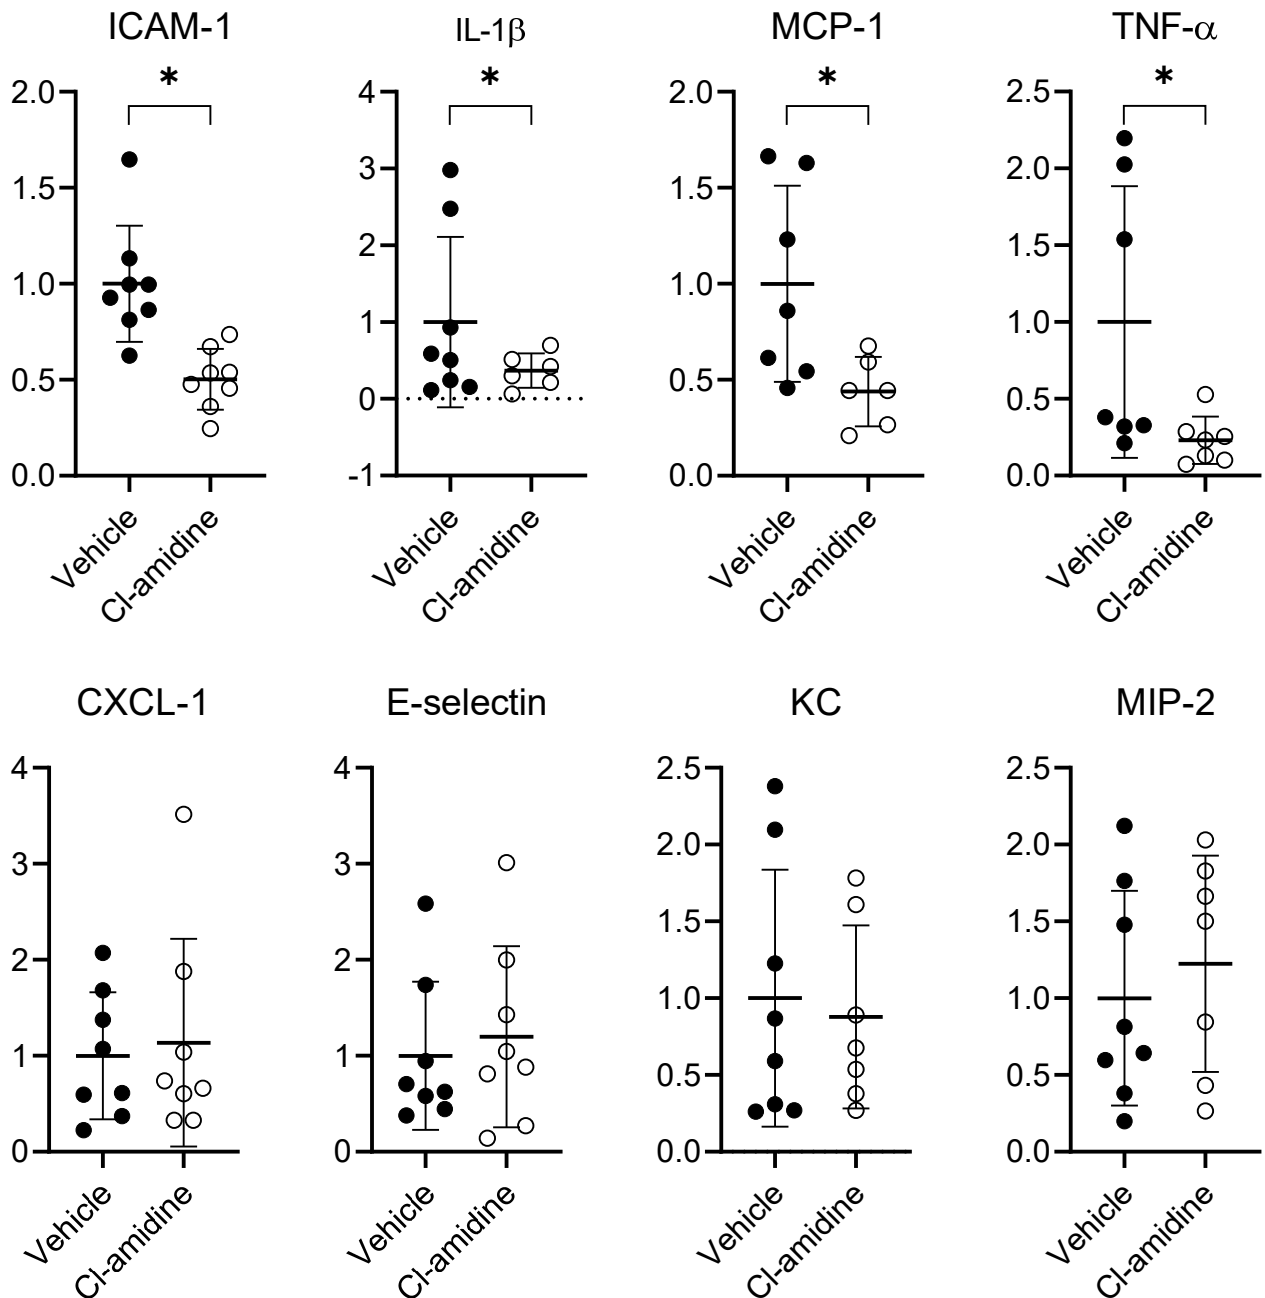 ICAM-1 IL-1β MCP-1 TNF-α
* * * *
2.0 4 2.0 2.5
3 2.0
1.5 1.5
2 1.5
1.0 1.0
1 1.0
0.5 0.5 0.5
0
0.0 -1 0.0 0.0
Vehicle Cl-amidine Vehicle Cl-amidine Vehicle Cl-amidine Vehicle Cl-amidine
CXCL-1 E-selectin KC MIP-2
4 4 2.5 2.5
2.0 2.0
3 3
1.5 1.5
2 2
1.0 1.0
1 1
0.5 0.5
0 0 0.0 0.0
Vehicle Cl-amidine Vehicle Cl-amidine Vehicle Cl-amidine Vehicle Cl-amidine